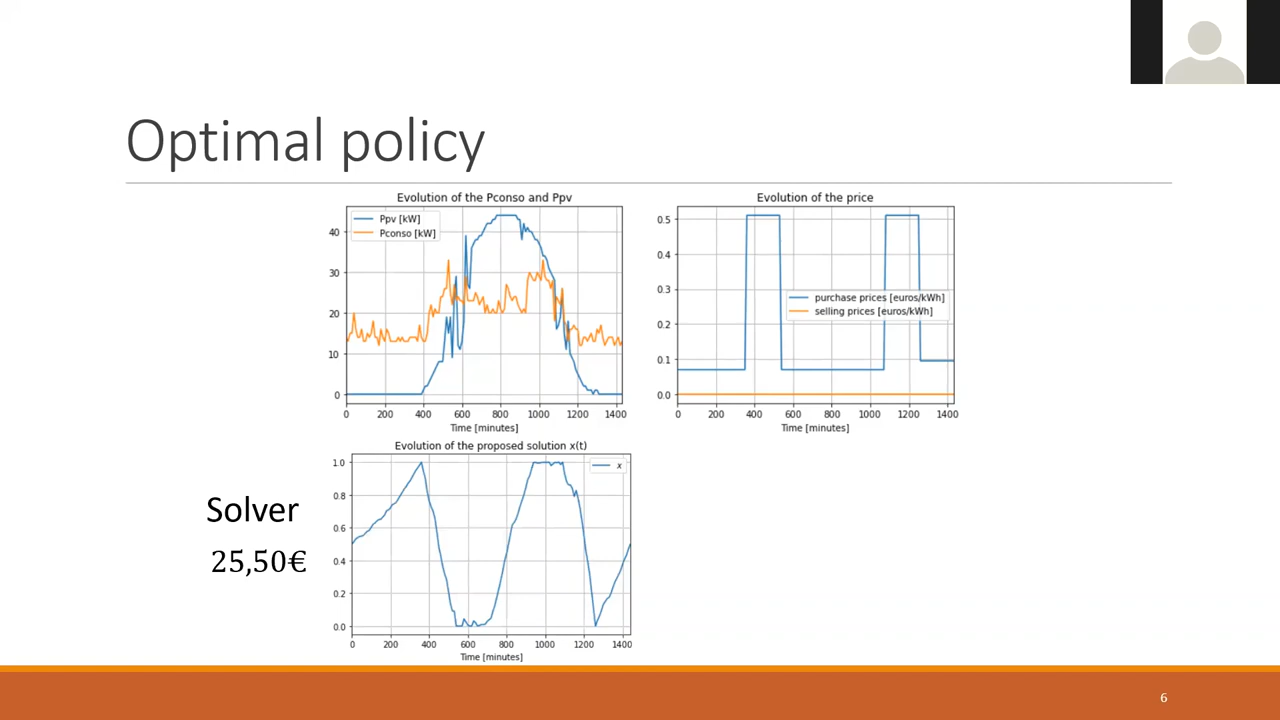 Optimal policy
Evolution of the Pconso and Ppv
Ppv [kW]
Pconso [kW]
40
30
20
10
0
0 200 400 600 800 1000 1200 1400
Time [minutes]
Evolution of the price
0.5
0.4
0.3
0.2
0.1
0.0
purchase prices [euros/kWh]
selling prices [euros/kWh]
0 200 400 600 800 1000 1200 1400
Time [minutes]
Solver
25,50€
Evolution of the proposed solution x(t)
x
1.0
0.8
0.6
0.4
0.2
0.0
0 200 400 600 800 1000 1200 1400
Time [minutes]
6